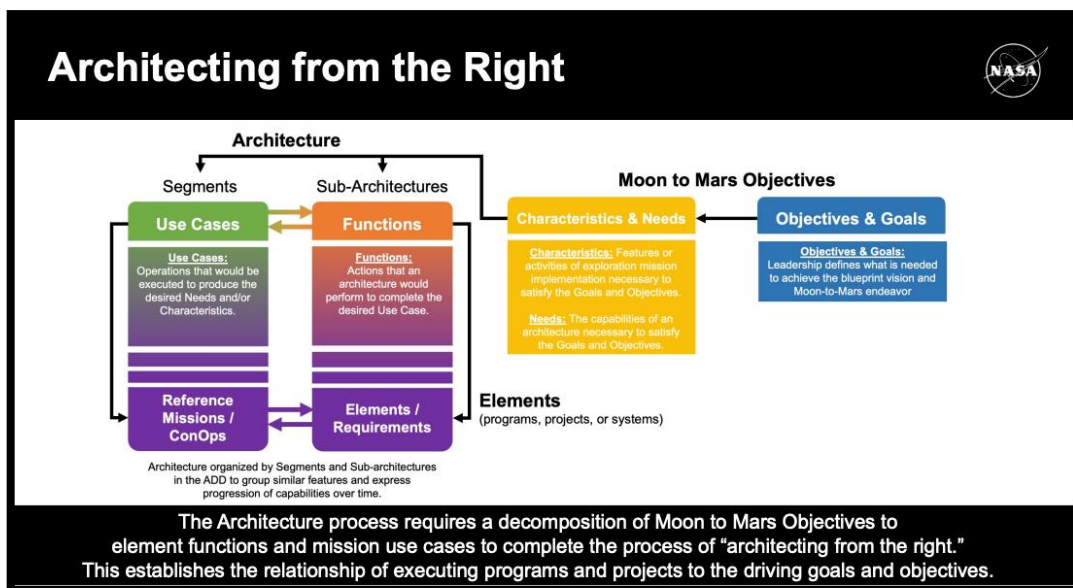 Architecting from the Right
NASA
Architecture
Segments
Sub-Architectures
Moon to Mars Objectives
Use Cases
Functions
Characteristics & Needs
Objectives & Goals
Use Cases:
Operations that would be
executed to produce the
desired Needs and/or
Characteristics.
Functions:
Actions that an
architecture would
perform to complete the
desired Use Case.
Characteristics: Features or
activities of exploration mission
implementation necessary to
satisfy the Goals and Objectives.
Needs: The capabilities of an
architecture necessary to satisfy
the Goals and Objectives.
Objectives & Goals:
Leadership defines what is needed
to achieve the blueprint vision and
Moon-to-Mars endeavor
Reference
Missions /
ConOps
Elements /
Requirements
Elements
(programs, projects, or systems)
Architecture organized by Segments and Sub-architectures
in the ADD to group similar features and express
progression of capabilities over time.
The Architecture process requires a decomposition of Moon to Mars Objectives to
element functions and mission use cases to complete the process of “architecting from the right.”
This establishes the relationship of executing programs and projects to the driving goals and objectives.